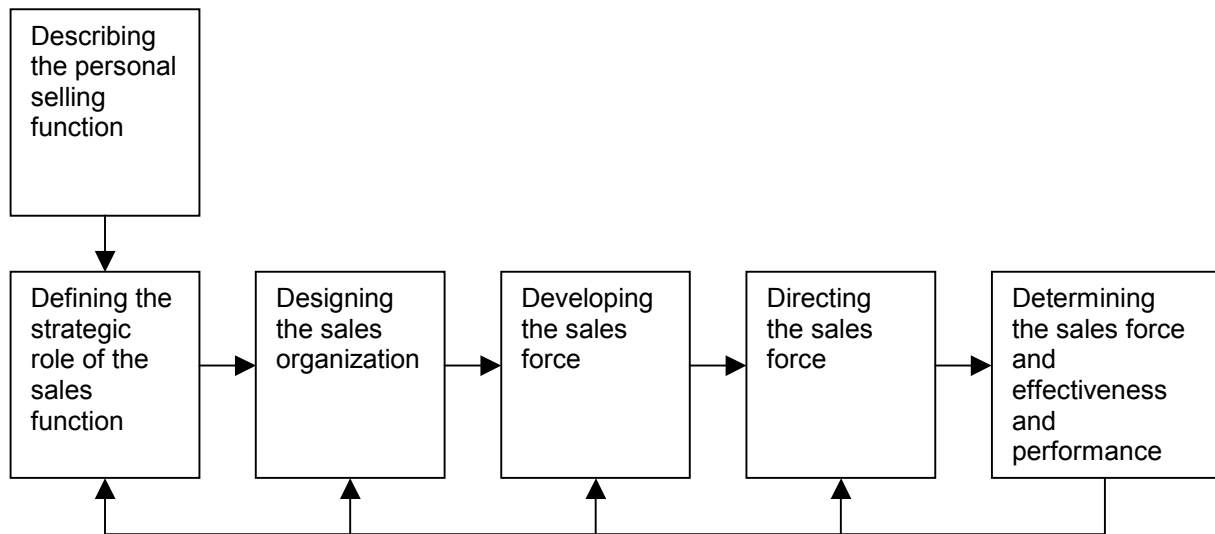 Describing
the personal
selling
function
Defining the
strategic
role of the
sales
function
Designing
the sales
organization
Developing
the sales
force
Directing
the sales
force
Determining
the sales force
and
effectiveness
and
performance